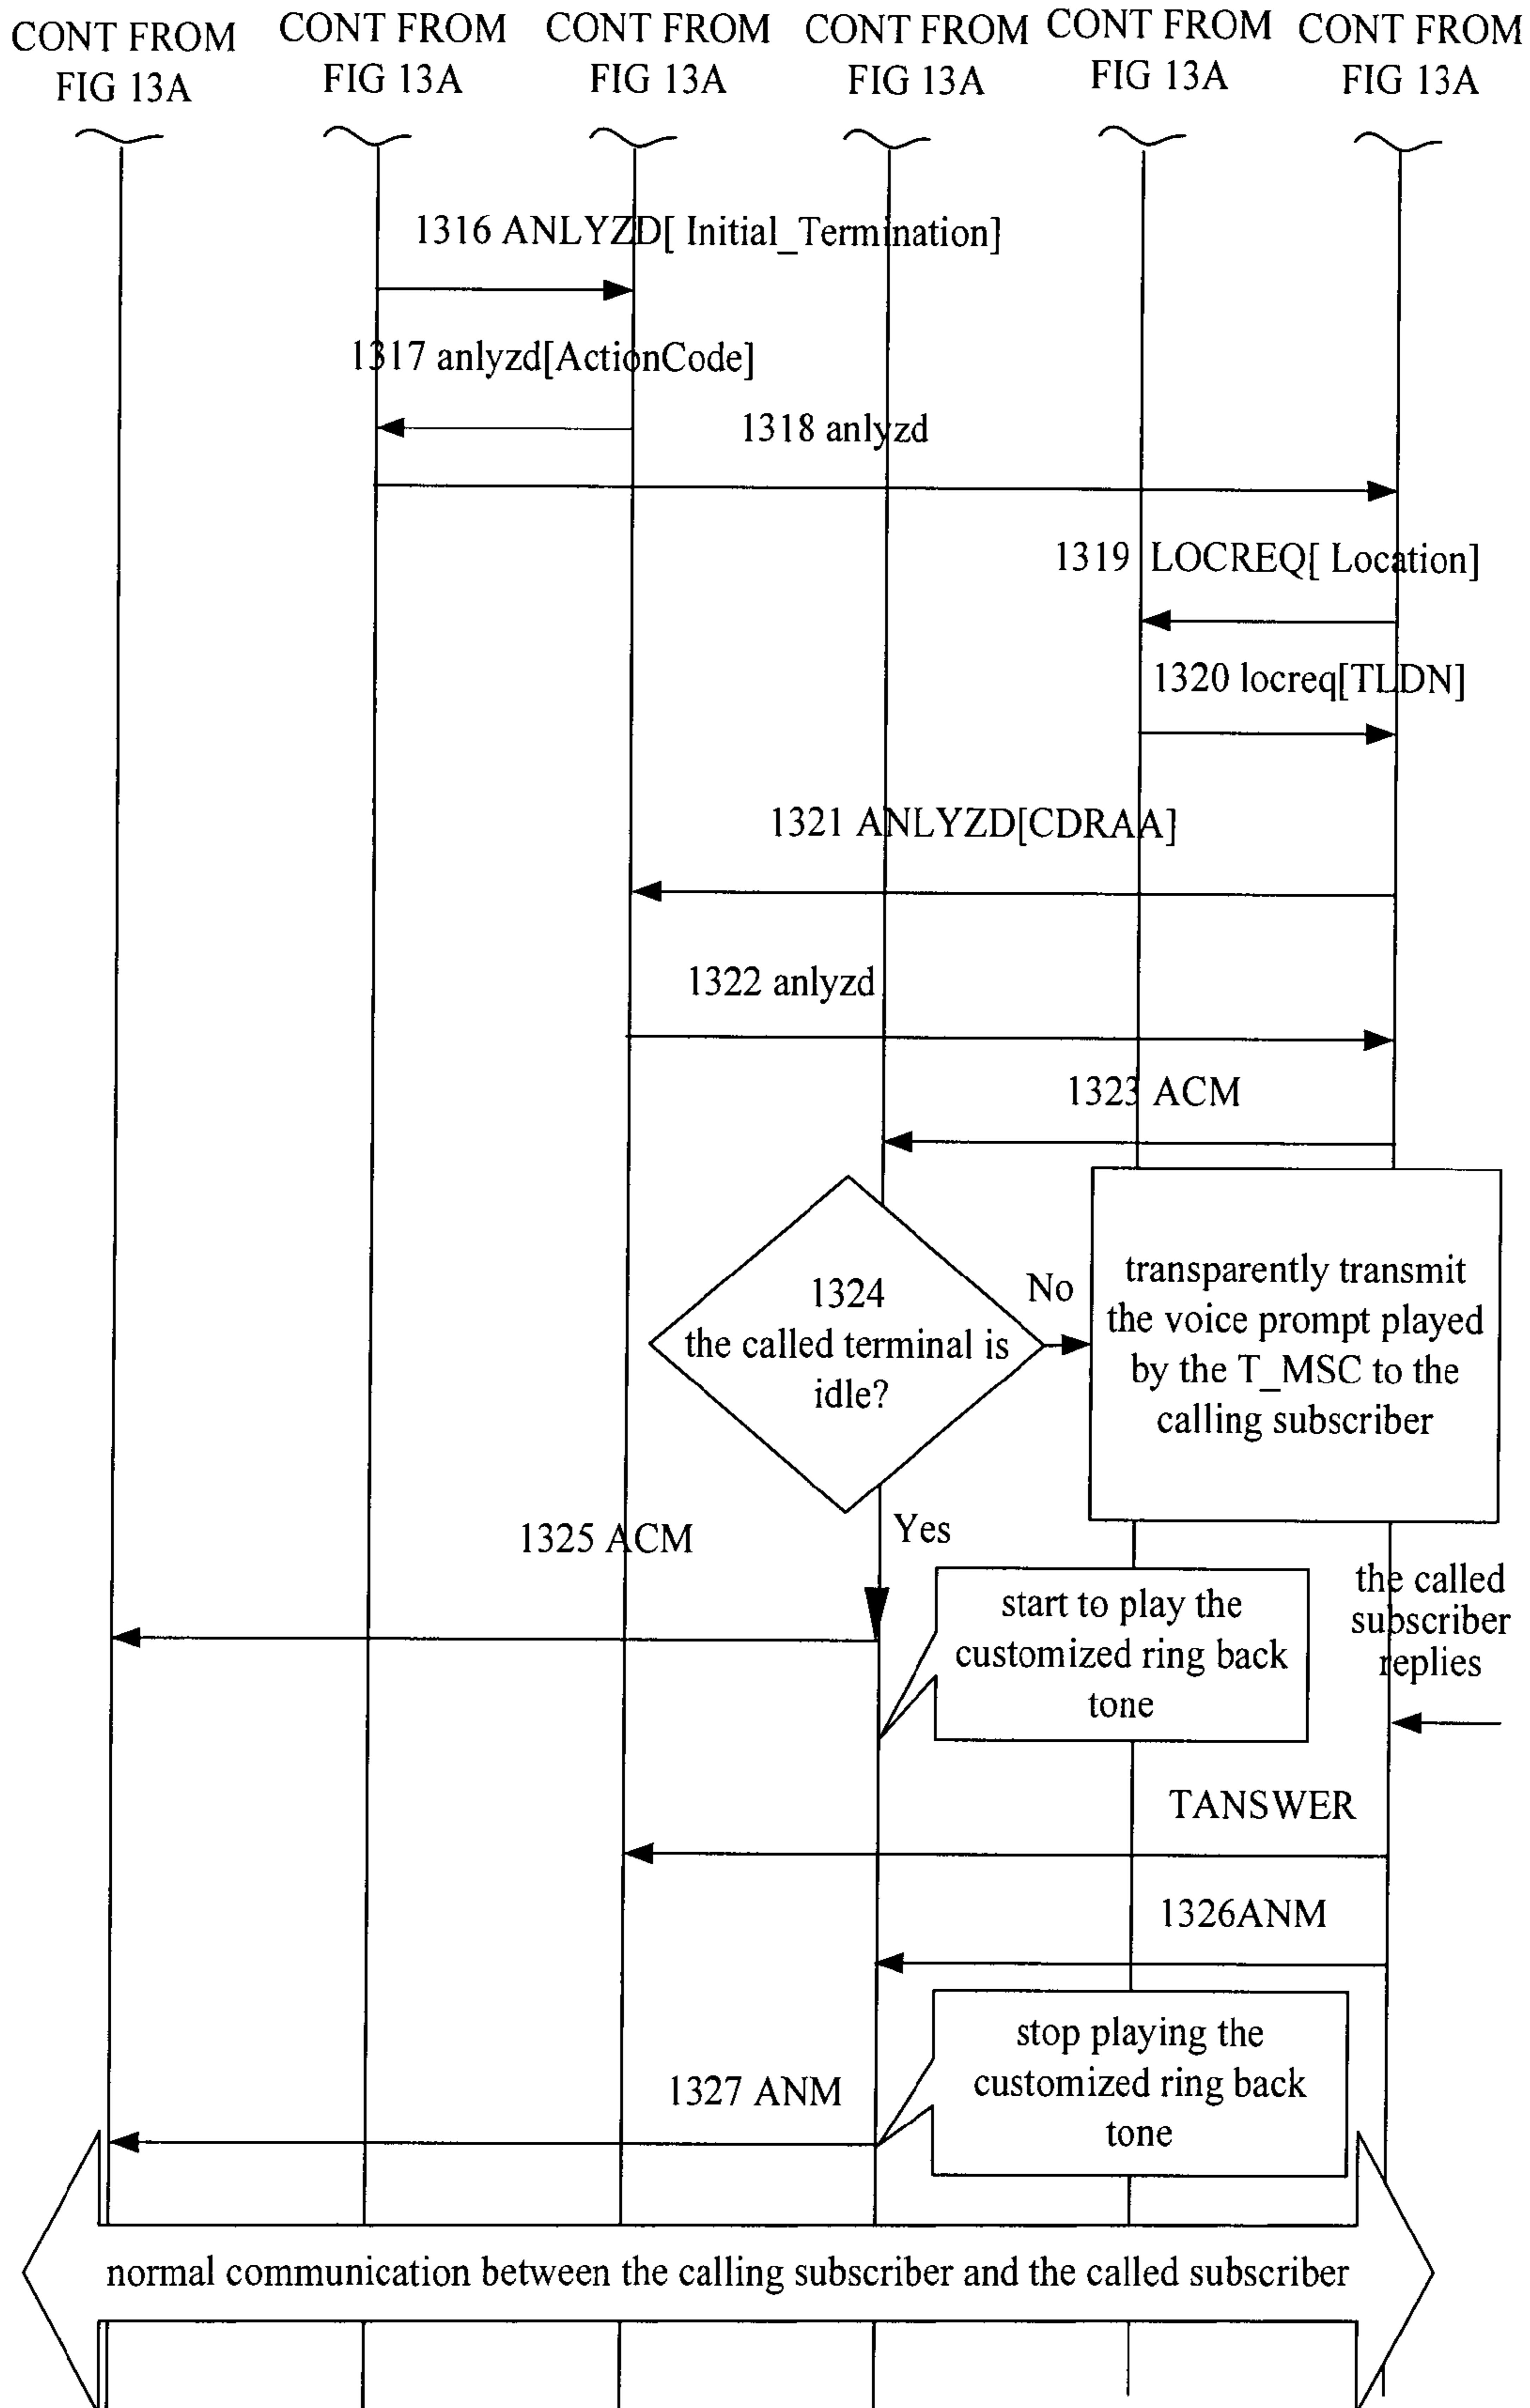 CONT FROM
FIG 13A
CONT FROM
FIG 13A
CONT FROM
FIG 13A
CONT FROM
FIG 13A
CONT FROM
FIG 13A
CONT FROM
FIG 13A
1316 ANLYZD[ Initial_Termination]
1317 anlyzd[ActionCode]
1318 anlyzd
1319 LOCREQ[ Location]
1320 locreq[TLDN]
1321 ANLYZD[CDRAA]
1322 anlyzd
1323 ACM
1324
the called terminal is
idle?
No
transparently transmit
the voice prompt played
by the T_MSC to the
calling subscriber
Yes
1325 ACM
start to play the
customized ring back
tone
the called
subscriber
replies
TANSWER
1326ANM
stop playing the
customized ring back
tone
1327 ANM
normal communication between the calling subscriber and the called subscriber